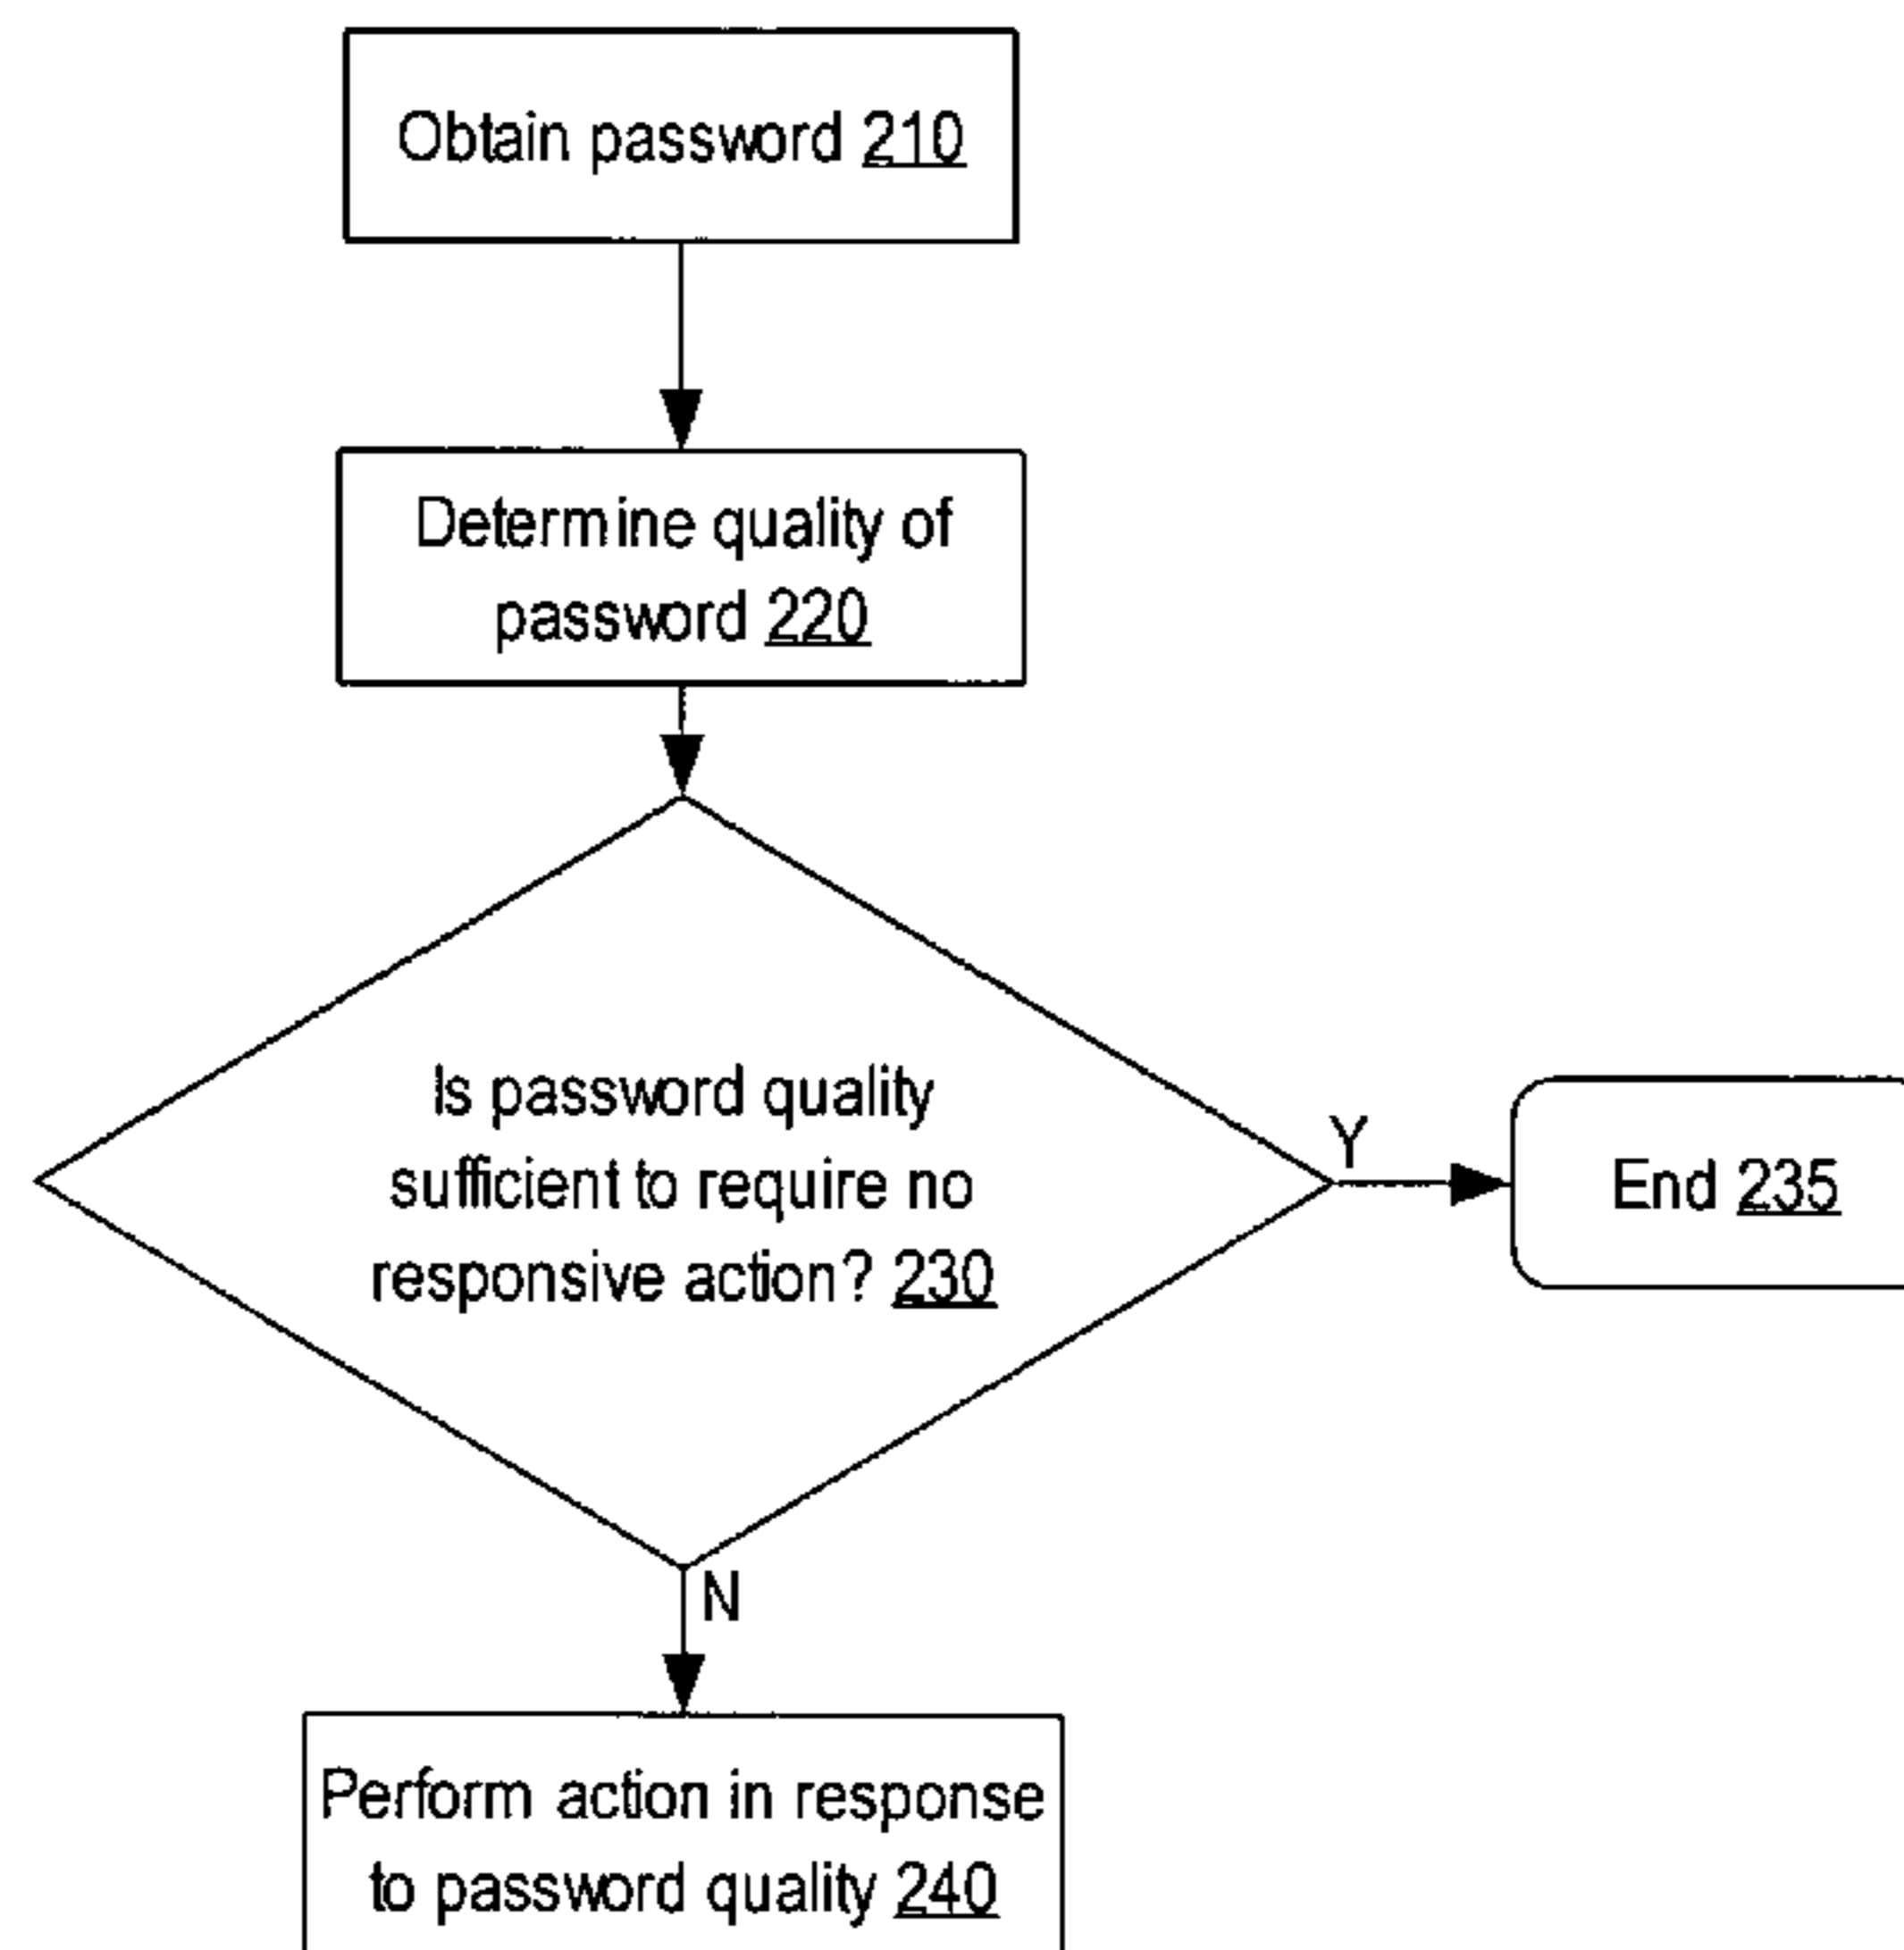 Obtain password 210
Determine quality of
password 220
Is password quality
sufficient to require no
responsive action? 230
Y
End 235
N
Perform action in response
to password quality 240